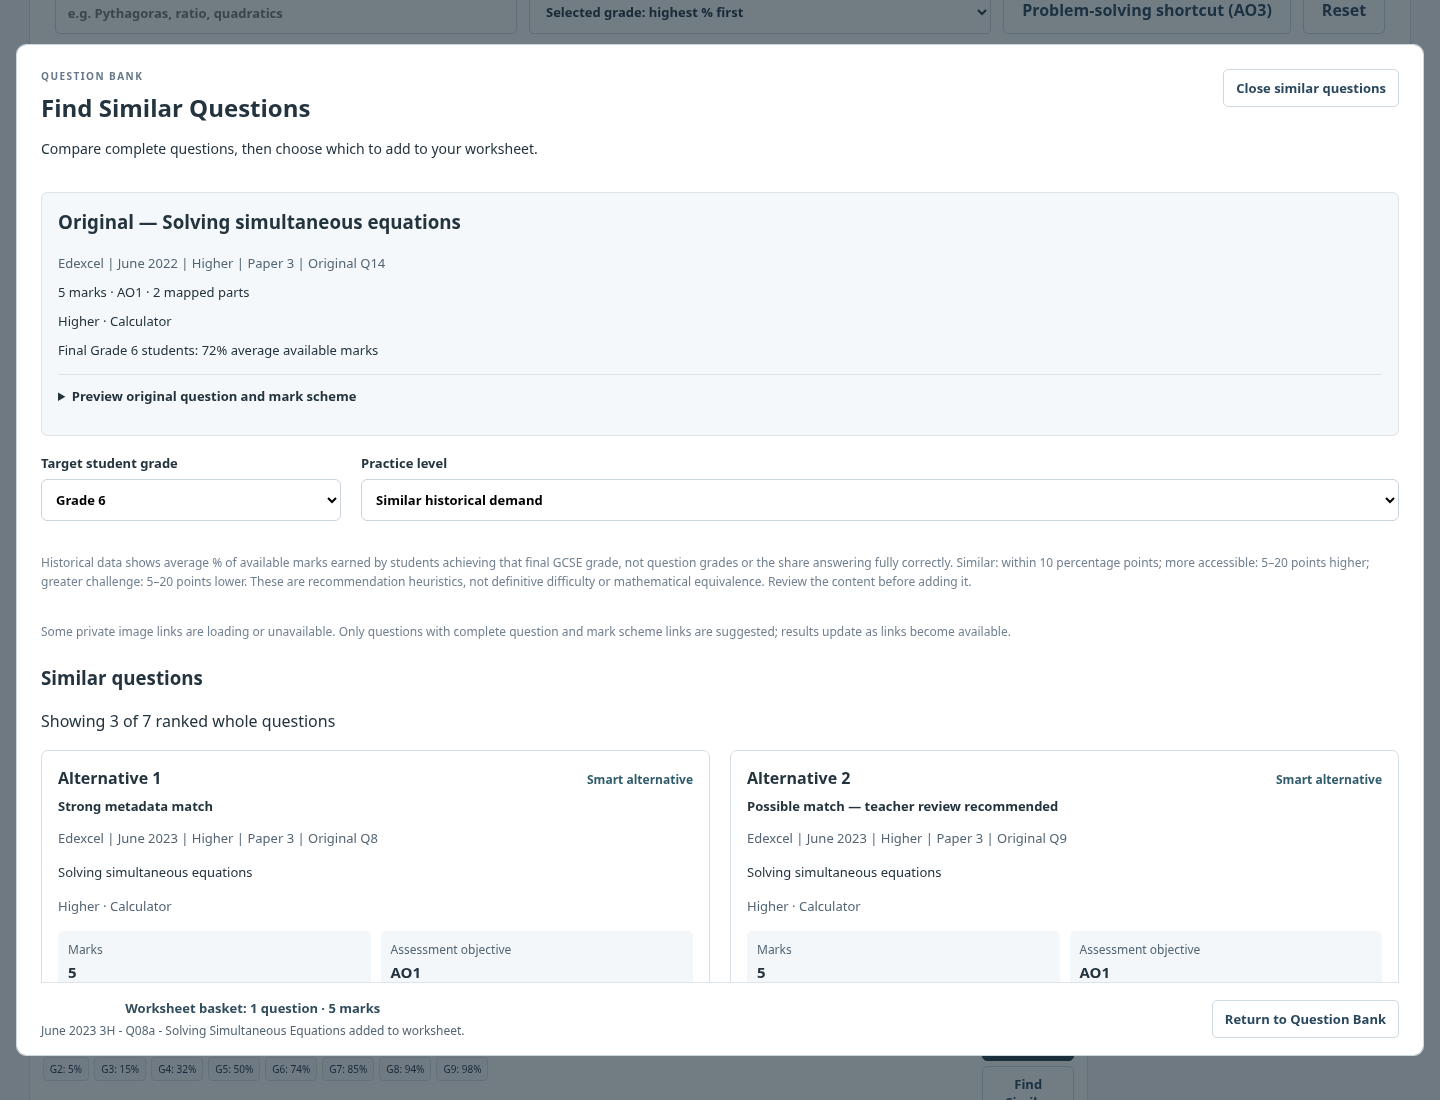 e.g. Pythagoras, ratio, quadratics
Selected grade: highest % first
Problem-solving shortcut (AO3)
Reset
QUESTION BANK
Find Similar Questions
Close similar questions
Compare complete questions, then choose which to add to your worksheet.
Original — Solving simultaneous equations
Edexcel | June 2022 | Higher | Paper 3 | Original Q14
5 marks · AO1 · 2 mapped parts
Higher · Calculator
Final Grade 6 students: 72% average available marks
Preview original question and mark scheme
Target student grade
Practice level
Grade 6
Similar historical demand
Historical data shows average % of available marks earned by students achieving that final GCSE grade, not question grades or the share answering fully correctly. Similar: within 10 percentage points; more accessible: 5–20 points higher;
greater challenge: 5–20 points lower. These are recommendation heuristics, not definitive difficulty or mathematical equivalence. Review the content before adding it.
Some private image links are loading or unavailable. Only questions with complete question and mark scheme links are suggested; results update as links become available.
Similar questions
Showing 3 of 7 ranked whole questions
Alternative 1
Smart alternative
Strong metadata match
Edexcel | June 2023 | Higher | Paper 3 | Original Q8
Solving simultaneous equations
Higher · Calculator
Marks
5
Assessment objective
AO1
Alternative 2
Smart alternative
Possible match — teacher review recommended
Edexcel | June 2023 | Higher | Paper 3 | Original Q9
Solving simultaneous equations
Higher · Calculator
Marks
5
Assessment objective
AO1
Worksheet basket: 1 question · 5 marks
June 2023 3H - Q08a - Solving Simultaneous Equations added to worksheet.
Return to Question Bank
G2: 5%
G3: 15%
G4: 32%
G5: 50%
G6: 74%
G7: 85%
G8: 94%
G9: 98%
Find